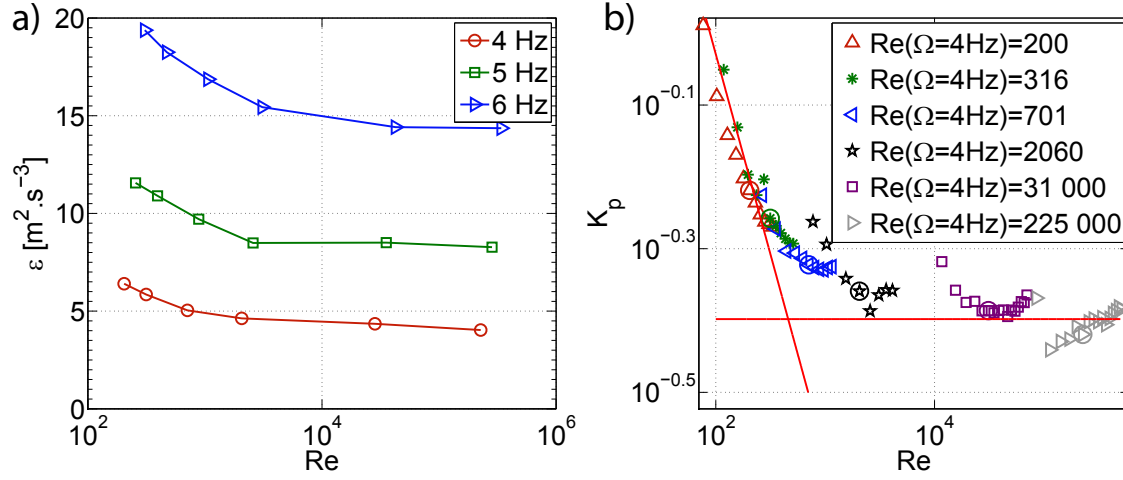 a)
20
15
10
5
0
ε [m².s⁻³]
10²
10⁴
10⁶
Re
4 Hz
5 Hz
6 Hz
b)
10⁻⁰·¹
10⁻⁰·³
10⁻⁰·⁵
Kₚ
10²
10⁴
Re
Re(Ω=4Hz)=200
Re(Ω=4Hz)=316
Re(Ω=4Hz)=701
Re(Ω=4Hz)=2060
Re(Ω=4Hz)=31 000
Re(Ω=4Hz)=225 000